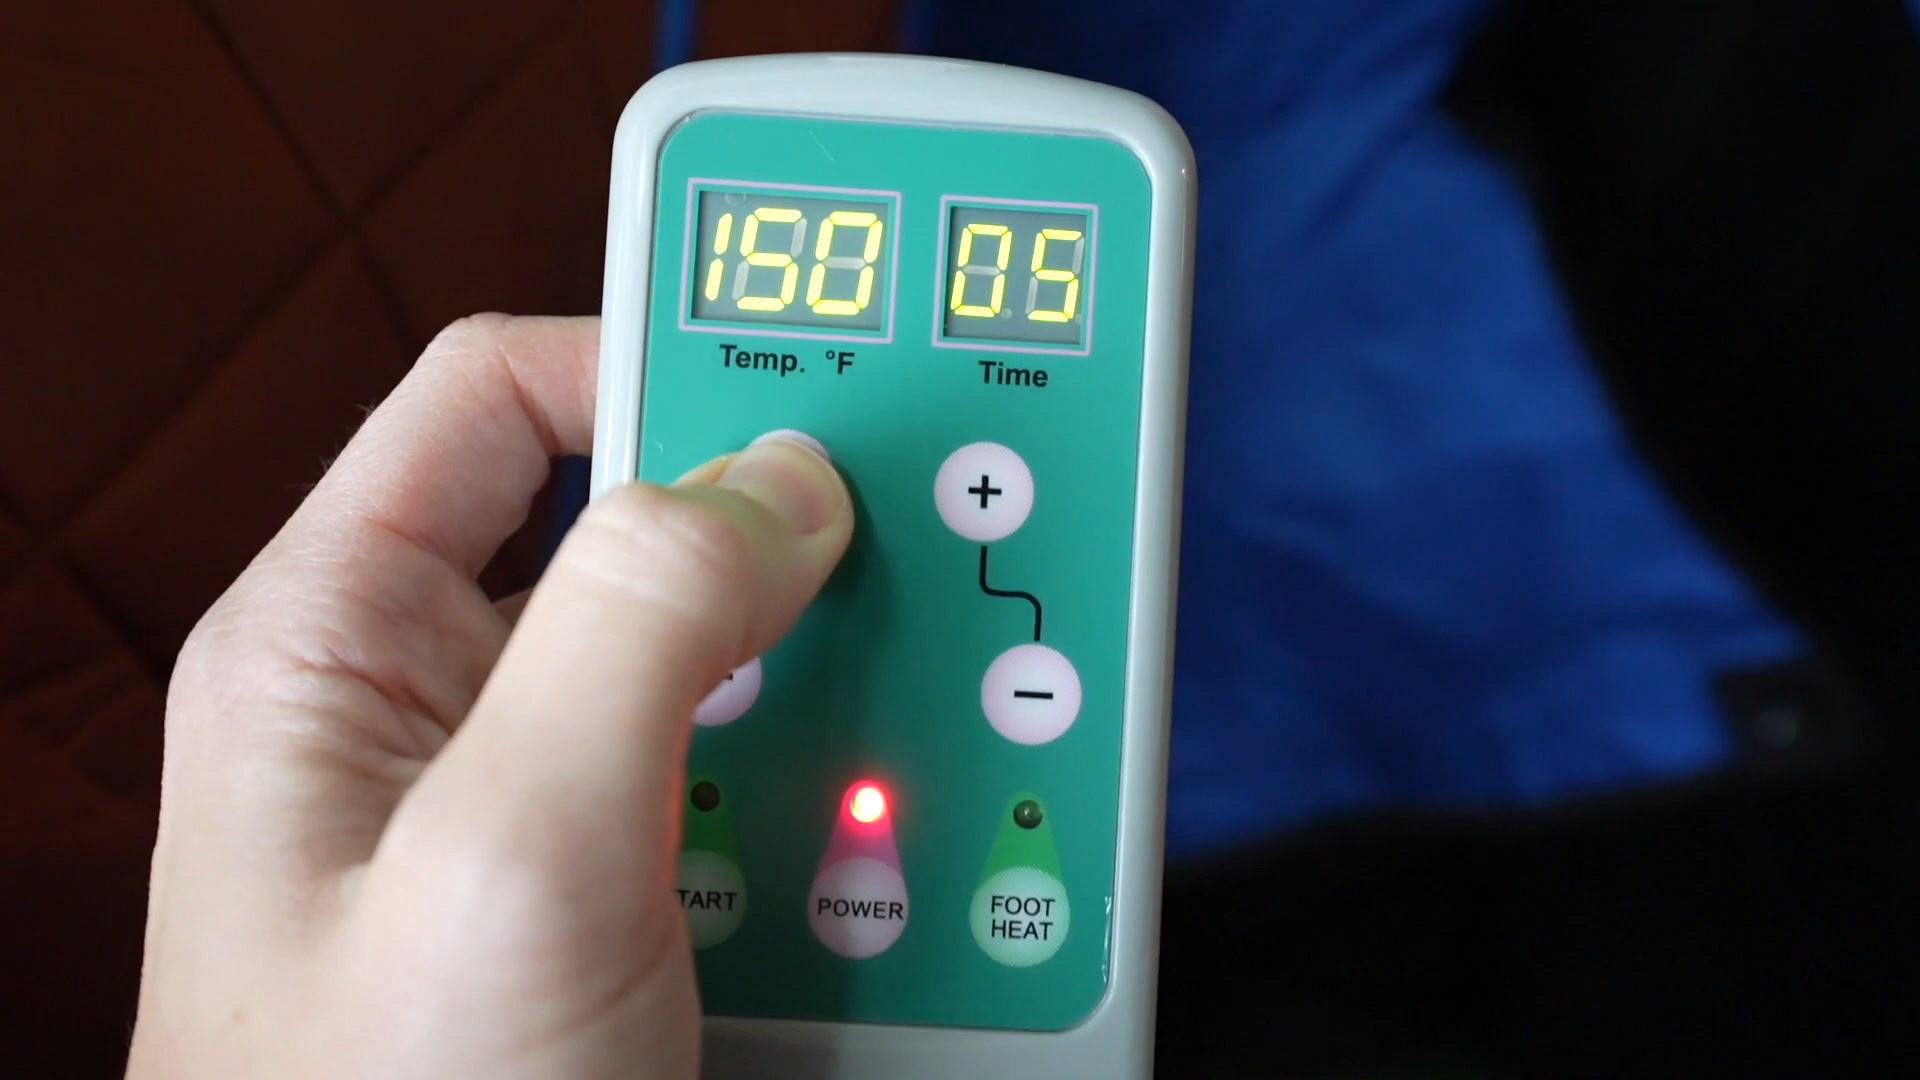 150 05
Temp. °F Time
+
−
TART POWER FOOT HEAT